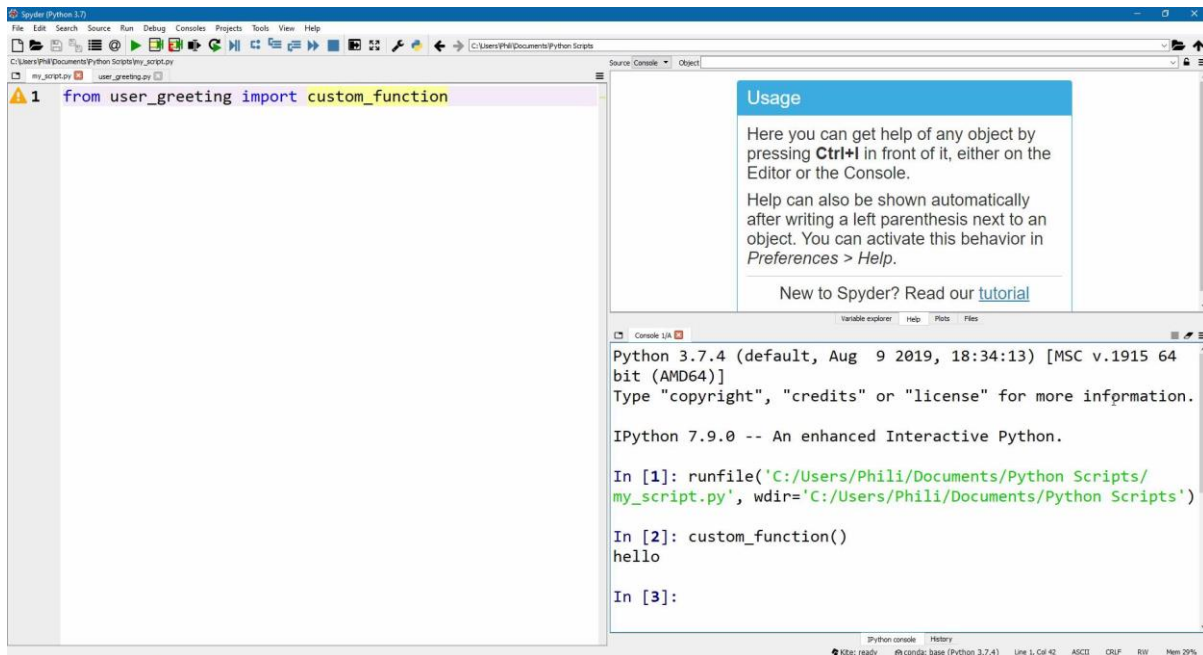 Spyder (Python 3.7)
File Edit Search Source Run Debug Consoles Projects Tools View Help
C:\Users\Phili\Documents\Python Scripts
C:\Users\Phili\Documents\Python Scripts\my_script.py
my_script.py user_greeting.py
1 from user_greeting import custom_function
Source Console Object
Usage
Here you can get help of any object by
pressing Ctrl+I in front of it, either on the
Editor or the Console.
Help can also be shown automatically
after writing a left parenthesis next to an
object. You can activate this behavior in
Preferences > Help.
New to Spyder? Read our tutorial
Variable explorer Help Plots Files
Console 1/A
Python 3.7.4 (default, Aug  9 2019, 18:34:13) [MSC v.1915 64
bit (AMD64)]
Type "copyright", "credits" or "license" for more information.
IPython 7.9.0 -- An enhanced Interactive Python.
In [1]: runfile('C:/Users/Phili/Documents/Python Scripts/
my_script.py', wdir='C:/Users/Phili/Documents/Python Scripts')
In [2]: custom_function()
hello
In [3]:
IPython console History
Kite: ready conda: base (Python 3.7.4) Line 1, Col 42 ASCII CRLF RW Mem 29%